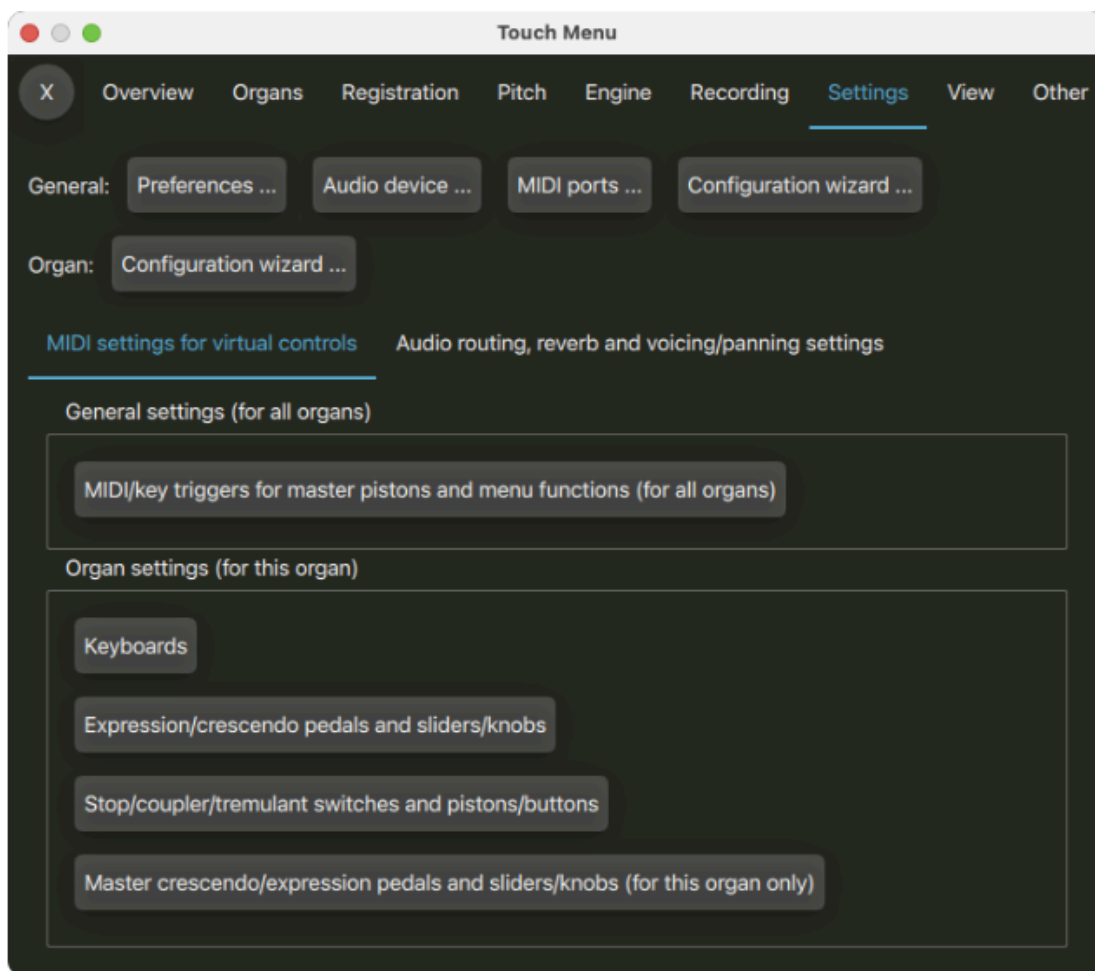 Touch Menu
X Overview Organs Registration Pitch Engine Recording Settings View Other
General: Preferences ... Audio device ... MIDI ports ... Configuration wizard ...
Organ: Configuration wizard ...
MIDI settings for virtual controls Audio routing, reverb and voicing/panning settings
General settings (for all organs)
MIDI/key triggers for master pistons and menu functions (for all organs)
Organ settings (for this organ)
Keyboards
Expression/crescendo pedals and sliders/knobs
Stop/coupler/tremulant switches and pistons/buttons
Master crescendo/expression pedals and sliders/knobs (for this organ only)